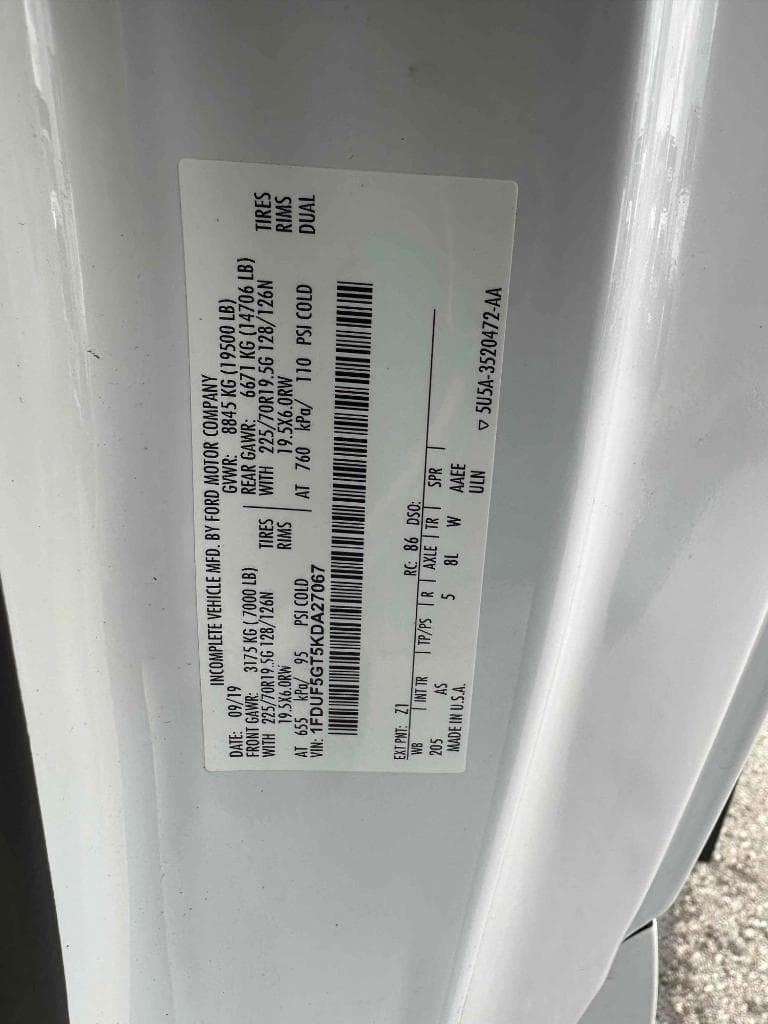 INCOMPLETE VEHICLE MFD. BY FORD MOTOR COMPANY
DATE: 09/19 GVWR: 8845 KG (19500 LB)
FRONT GAWR: 3175 KG (7000 LB) REAR GAWR: 6671 KG (14706 LB)
WITH 225/70R19.5G 128/126N TIRES WITH 225/70R19.5G 128/126N TIRES
19.5X6.0RW RIMS 19.5X6.0RW RIMS
AT 655 kPa/ 95 PSI COLD AT 760 kPa/ 110 PSI COLD DUAL
VIN: 1FDUF5GT5KDA27067
EXT PNT: Z1 RC: 86 DSO:
WB INT TR TP/PS R AXLE TR SPR
205 AS 5 8L W AAEE
MADE IN U.S.A. ULN
▽ 5U5A-3520472-AA